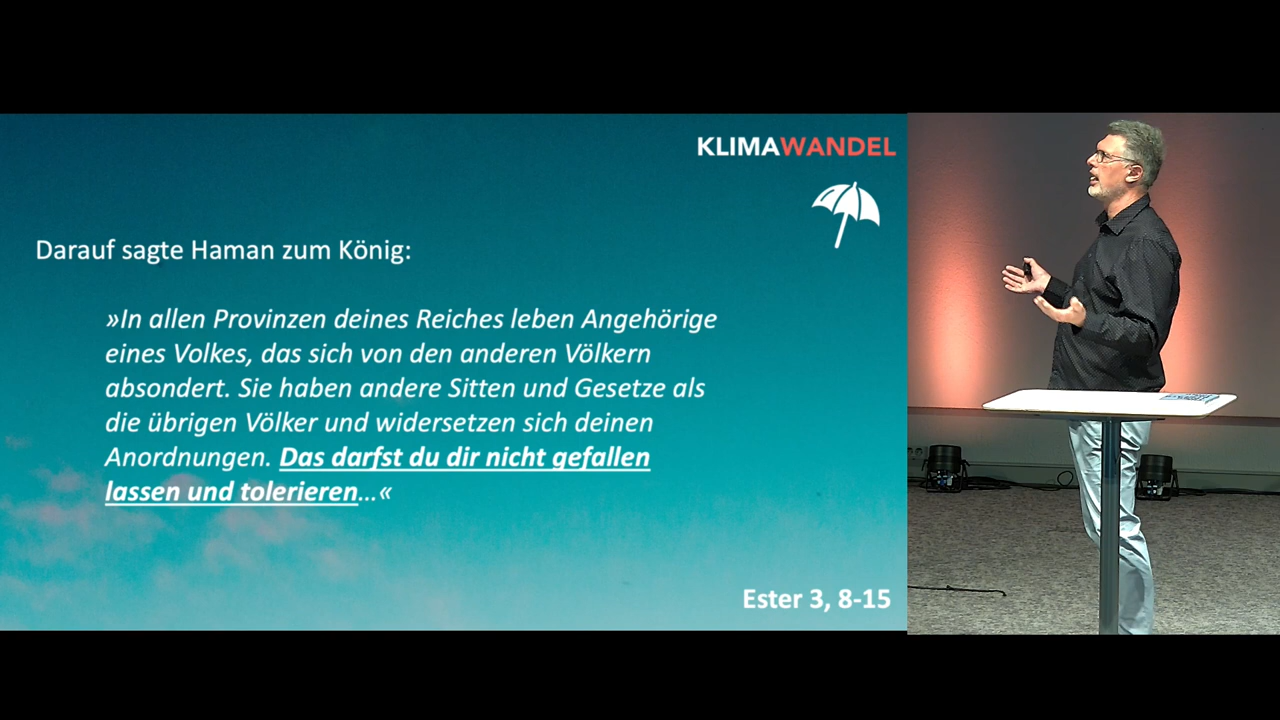 KLIMAWANDEL
Darauf sagte Haman zum König:
»In allen Provinzen deines Reiches leben Angehörige
eines Volkes, das sich von den anderen Völkern
absondert. Sie haben andere Sitten und Gesetze als
die übrigen Völker und widersetzen sich deinen
Anordnungen. Das darfst du dir nicht gefallen
lassen und tolerieren...«
Ester 3, 8-15